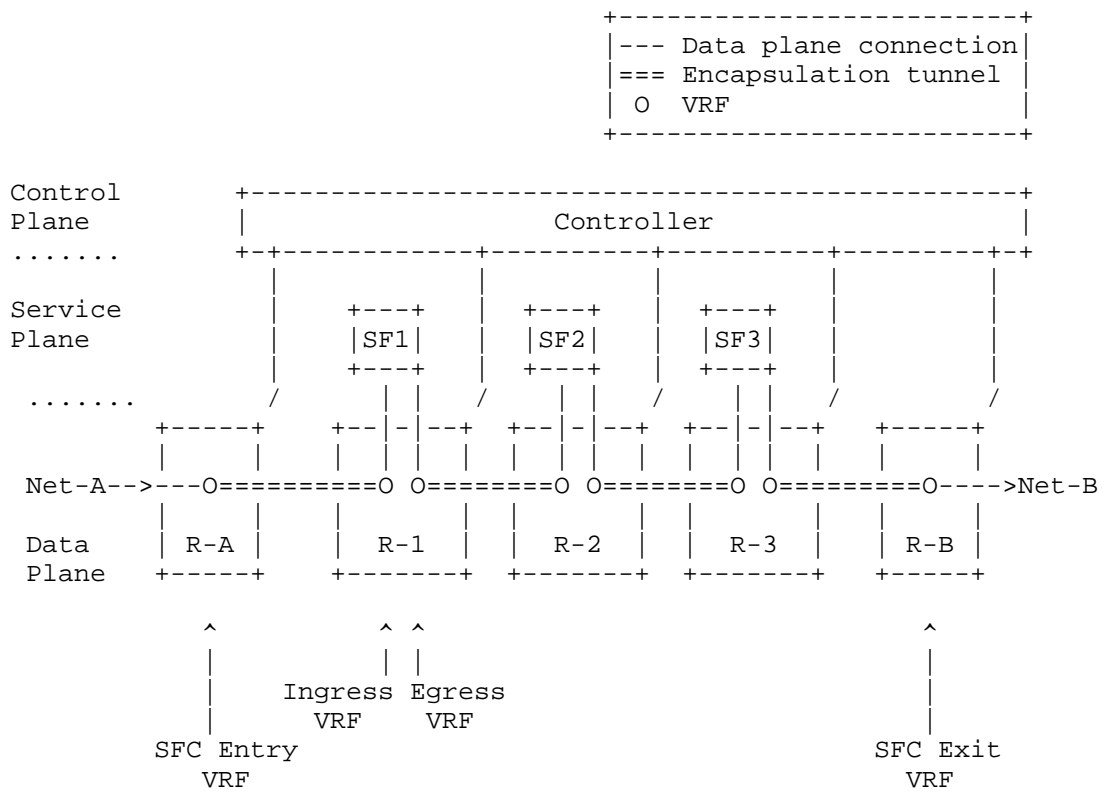 --- Data plane connection
=== Encapsulation tunnel
O VRF
Control
Plane Controller
.......
Service
Plane SF1 SF2 SF3
.......
Net-A-->---O==========O O========O O========O O=========O---->Net-B
Data R-A R-1 R-2 R-3 R-B
Plane
Ingress Egress
VRF VRF
SFC Entry SFC Exit
VRF VRF